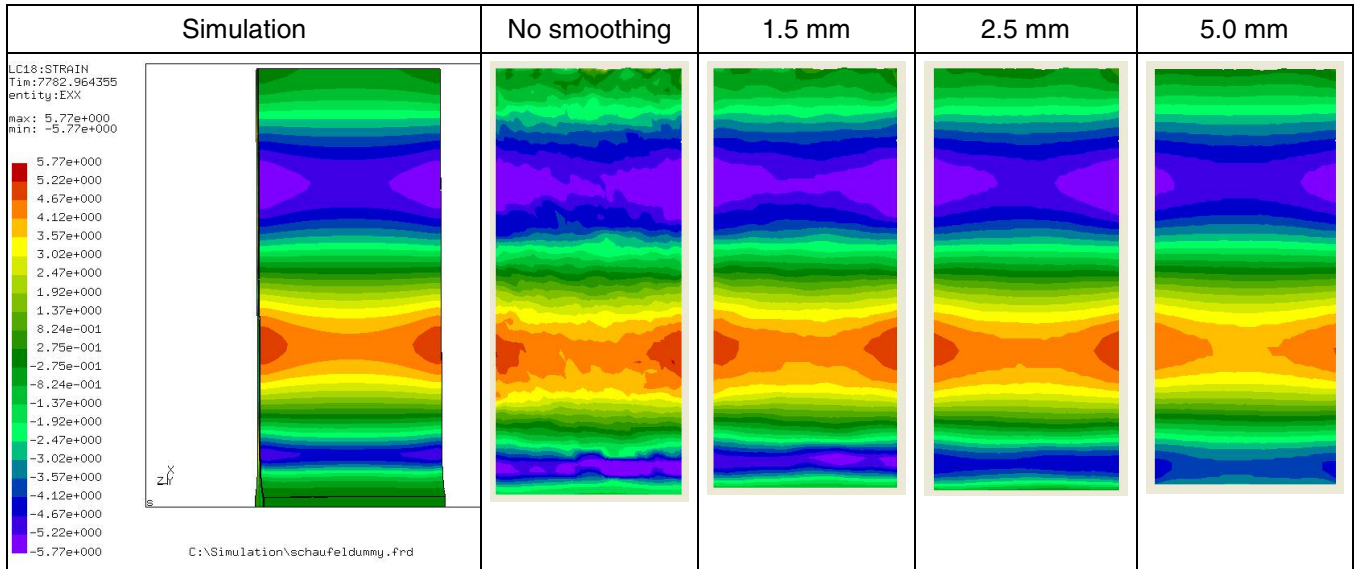 Simulation
No smoothing
1.5 mm
2.5 mm
5.0 mm
LC18:STRAIN
Tim:7782.964355
entity:EXX
max: 5.77e+000
min: -5.77e+000
5.77e+000
5.22e+000
4.67e+000
4.12e+000
3.57e+000
3.02e+000
2.47e+000
1.92e+000
1.37e+000
8.24e-001
2.75e-001
-2.75e-001
-8.24e-001
-1.37e+000
-1.92e+000
-2.47e+000
-3.02e+000
-3.57e+000
-4.12e+000
-4.67e+000
-5.22e+000
-5.77e+000
C:\Simulation\schaufeldummy.frd